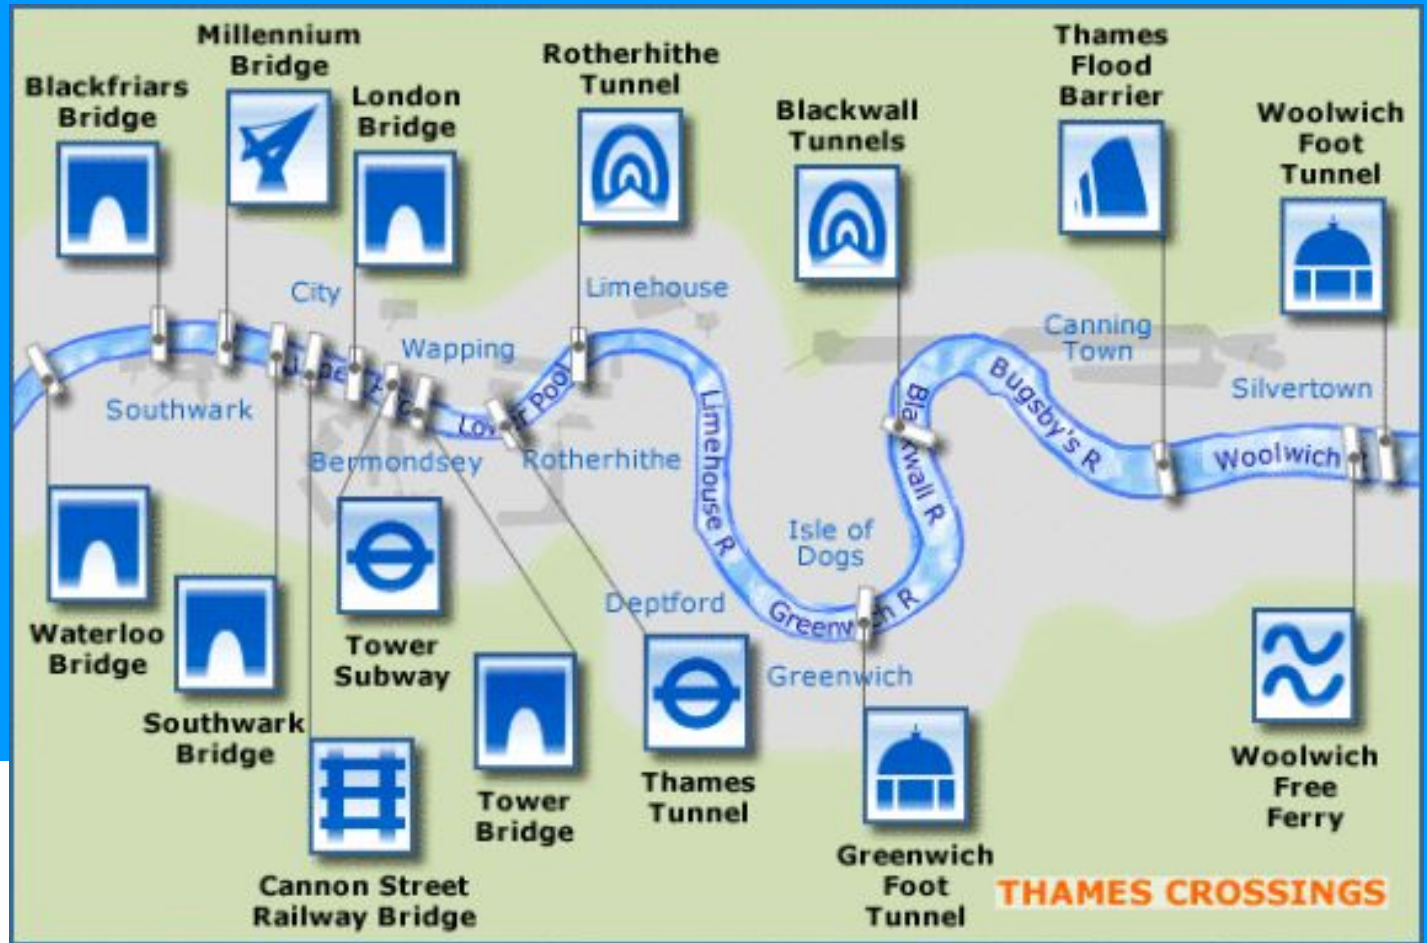 Millennium
Bridge
Blackfriars
Bridge
London
Bridge
Rotherhithe
Tunnel
Blackwall
Tunnels
Thames
Flood
Barrier
Woolwich
Foot
Tunnel
City
Limehouse
Wapping
Canning
Town
Silvertown
Southwark
Bermondsey
Rotherhithe
Pool
Limehouse R
Bugsby's R
Woolwich
Isle of
Dogs
Deptford
Greenwich
Waterloo
Bridge
Southwark
Bridge
Tower
Subway
Tower
Bridge
Thames
Tunnel
Cannon Street
Railway Bridge
Greenwich
Foot
Tunnel
Woolwich
Free
Ferry
THAMES CROSSINGS